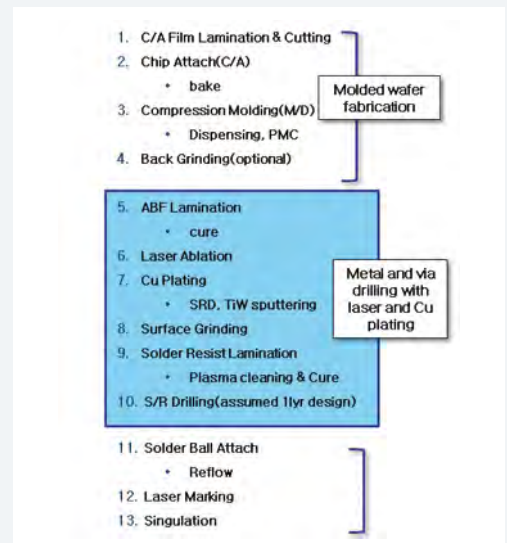 1. C/A Film Lamination & Cutting
2. Chip Attach(C/A)
• bake
3. Compression Molding(M/D)
• Dispensing, PMC
4. Back Grinding(optional)
Molded wafer
fabrication
5. ABF Lamination
• cure
6. Laser Ablation
7. Cu Plating
• SRD, TiW sputtering
8. Surface Grinding
9. Solder Resist Lamination
• Plasma cleaning & Cure
10. S/R Drilling(assumed 1lyr design)
Metal and via
drilling with
laser and Cu
plating
11. Solder Ball Attach
• Reflow
12. Laser Marking
13. Singulation